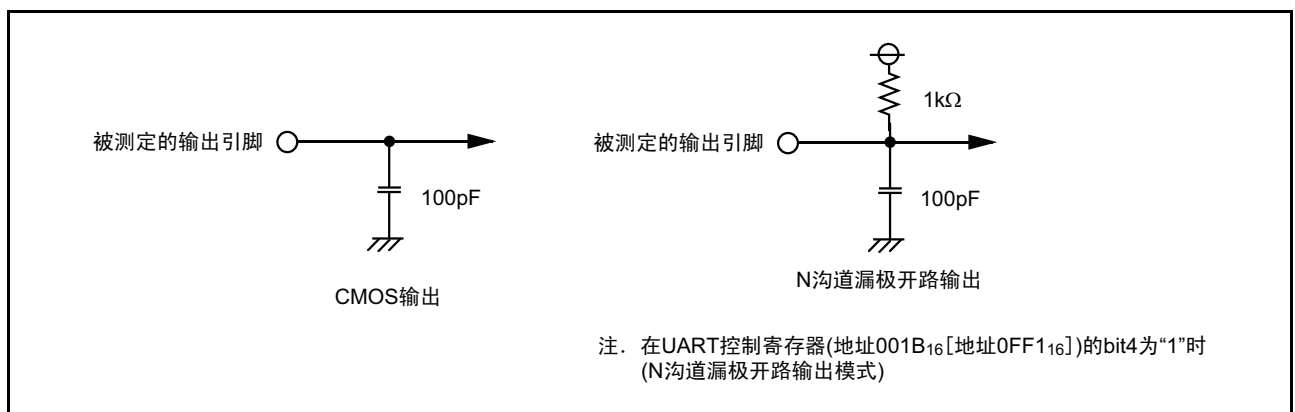 被测定的输出引脚
100pF
CMOS输出
1kΩ
被测定的输出引脚
100pF
N沟道漏极开路输出
注．在UART控制寄存器(地址001B₁₆[地址0FF1₁₆])的bit4为“1”时
(N沟道漏极开路输出模式)